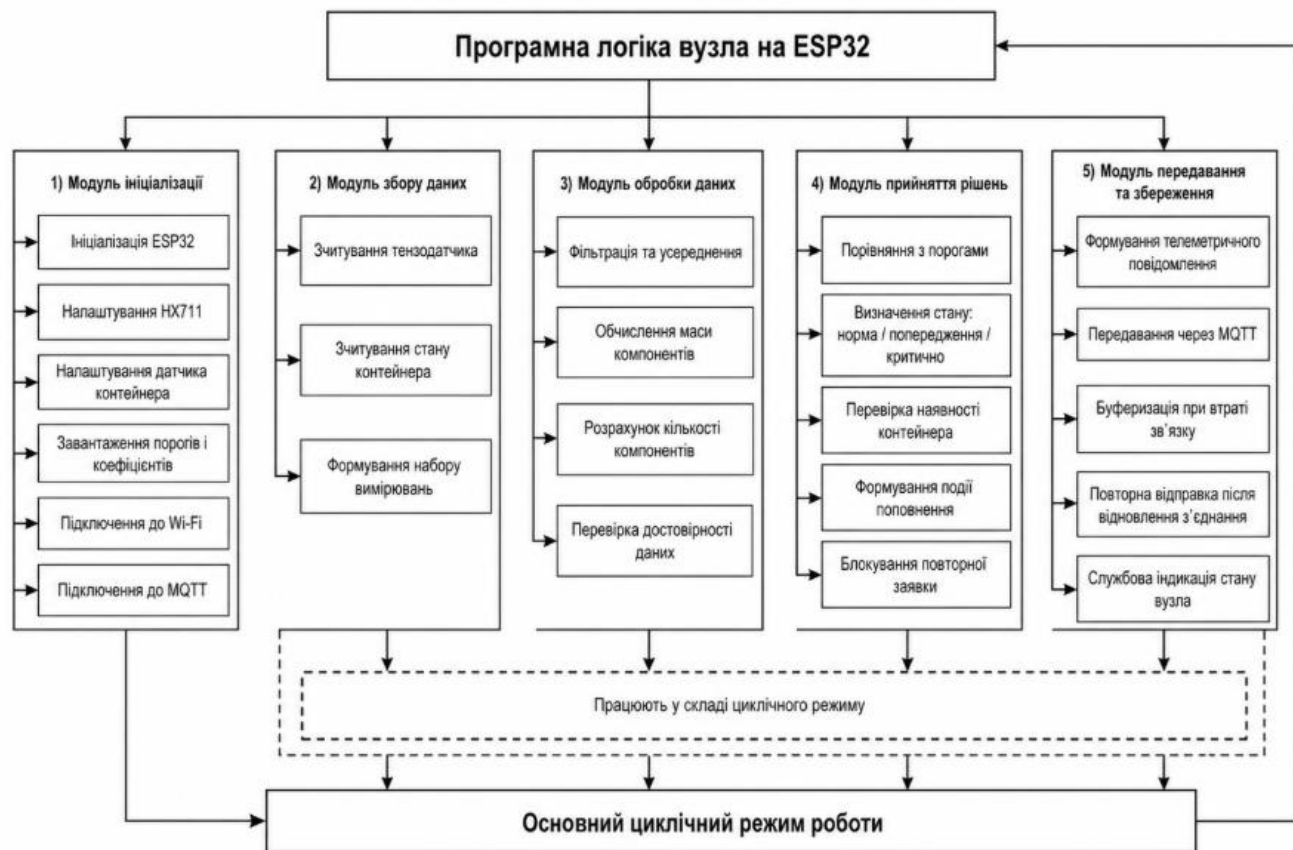 Програмна логіка вузла на ESP32
1) Модуль ініціалізації
Ініціалізація ESP32
Налаштування HX711
Налаштування датчика
контейнера
Завантаження порогів і
коефіцієнтів
Підключення до Wi-Fi
Підключення до MQTT
2) Модуль збору даних
Зчитування тензодатчика
Зчитування стану
контейнера
Формування набору
вимірювань
3) Модуль обробки даних
Фільтрація та усереднення
Обчислення маси
компонентів
Розрахунок кількості
компонентів
Перевірка достовірності
даних
4) Модуль прийняття рішень
Порівняння з порогами
Визначення стану:
норма / попередження /
критично
Перевірка наявності
контейнера
Формування події
поповнення
Блокування повторної
заявки
5) Модуль передавання
та збереження
Формування телеметричного
повідомлення
Передавання через MQTT
Буферизація при втраті
зв’язку
Повторна відправка після
відновлення з’єднання
Службова індикація стану
вузла
Працюють у складі циклічного режиму
Основний циклічний режим роботи